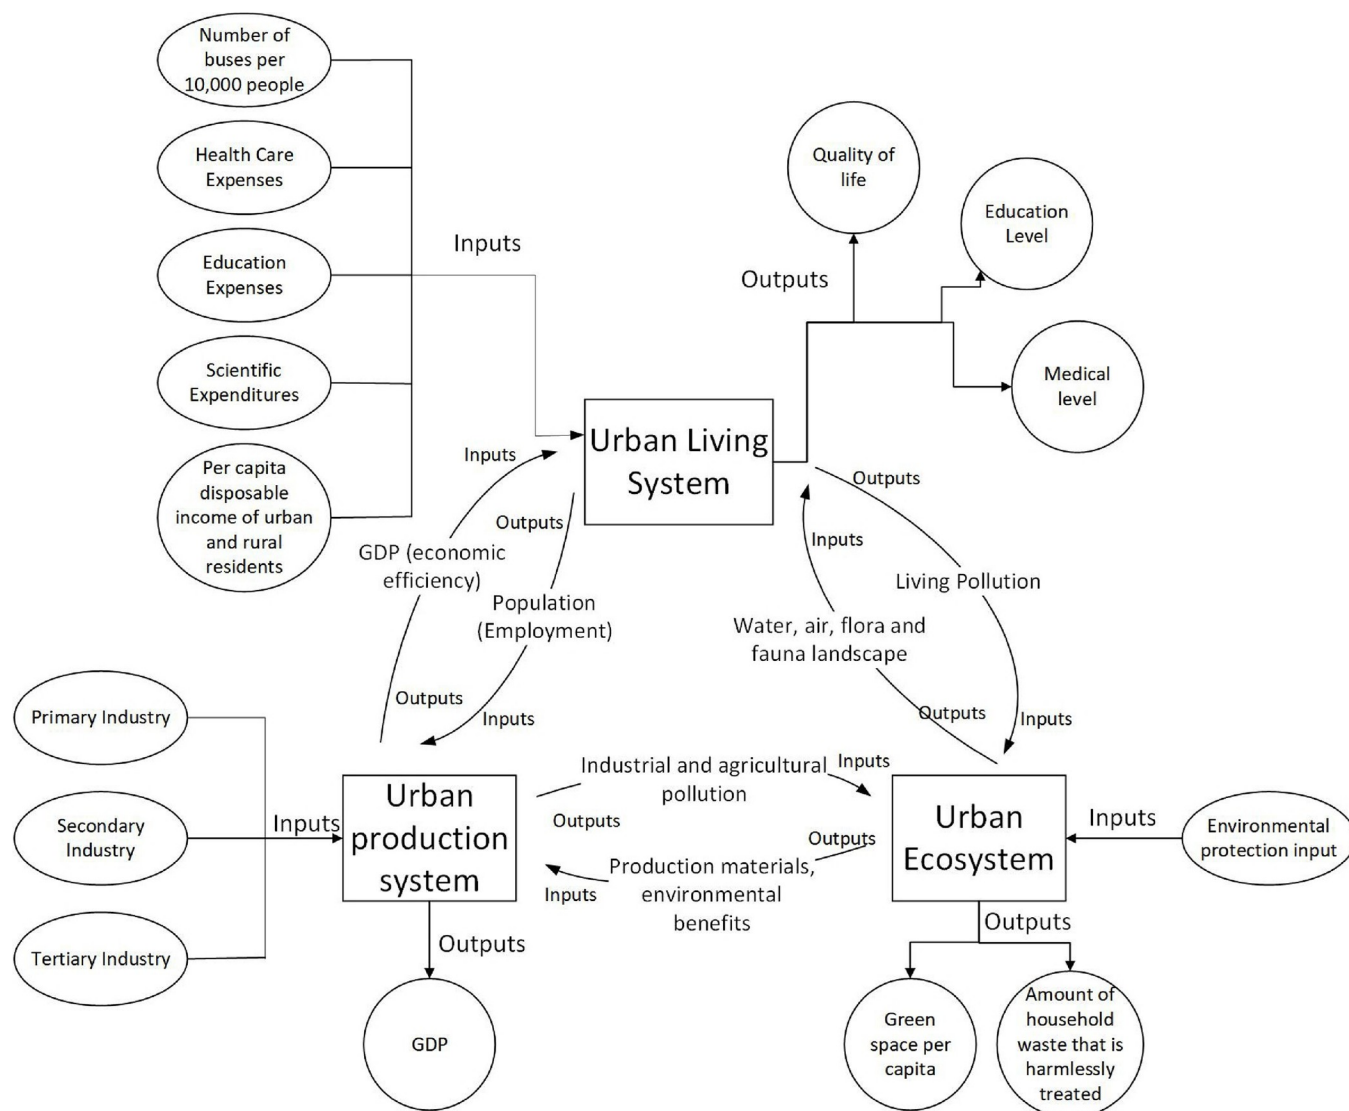 Number of
buses per
10,000 people
Health Care
Expenses
Education
Expenses
Scientific
Expenditures
Per capita
disposable
income of urban
and rural
residents
Inputs
Quality of
life
Education
Level
Medical
level
Outputs
Urban Living
System
Inputs
Outputs
GDP (economic
efficiency)
Population
(Employment)
Outputs
Inputs
Outputs
Inputs
Living Pollution
Water, air, flora and
fauna landscape
Outputs
Inputs
Primary Industry
Secondary
Industry
Tertiary Industry
Inputs
Urban
production
system
Outputs
GDP
Industrial and agricultural
pollution
Inputs
Outputs
Outputs
Production materials,
environmental
benefits
Inputs
Urban
Ecosystem
Inputs
Environmental
protection input
Outputs
Green
space per
capita
Amount of
household
waste that is
harmlessly
treated